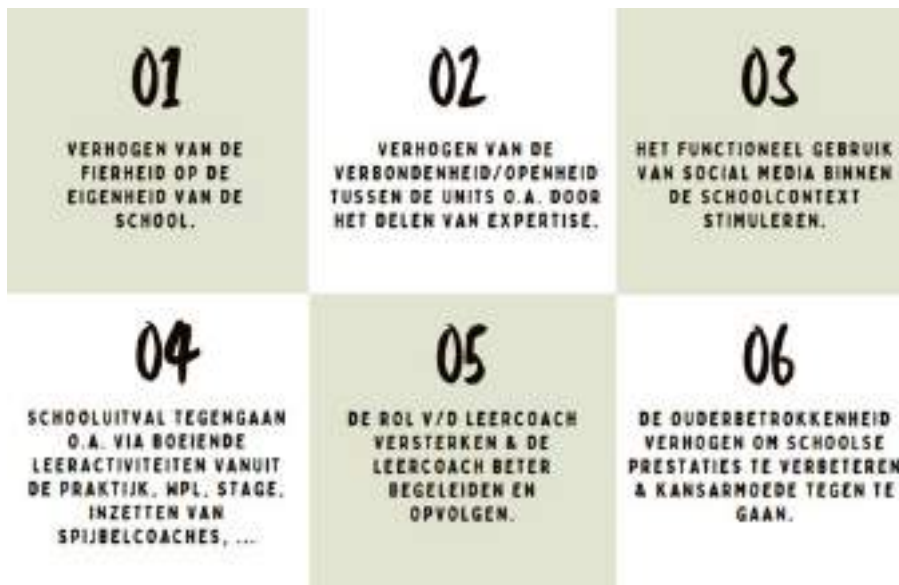 01
VERHOGEN VAN DE
FIERHEID OP DE
EIGENHEID VAN DE
SCHOOL.
02
VERHOGEN VAN DE
VERBONDENHEID/OPENHEID
TUSSEN DE UNITS O.A. DOOR
HET DELEN VAN EXPERTISE.
03
HET FUNCTIONEEL GEBRUIK
VAN SOCIAL MEDIA BINNEN
DE SCHOOLCONTEXT
STIMULEREN.
04
SCHOOLUITVAL TEGENGAAN
O.A. VIA BOEIENDE
LEERACTIVITEITEN VANUIT
DE PRAKTIJK, WPL, STAGE,
INZETTEN VAN
SPIJBELCOACHES, ...
05
DE ROL V/D LEERCOACH
VERSTERKEN & DE
LEERCOACH BETER
BEGELEIDEN EN
OPVOLGEN.
06
DE OUDERBETROKKENHEID
VERHOGEN OM SCHOOLSE
PRESTATIES TE VERBETEREN
& KANSARMOEDE TEGEN TE
GAAN.